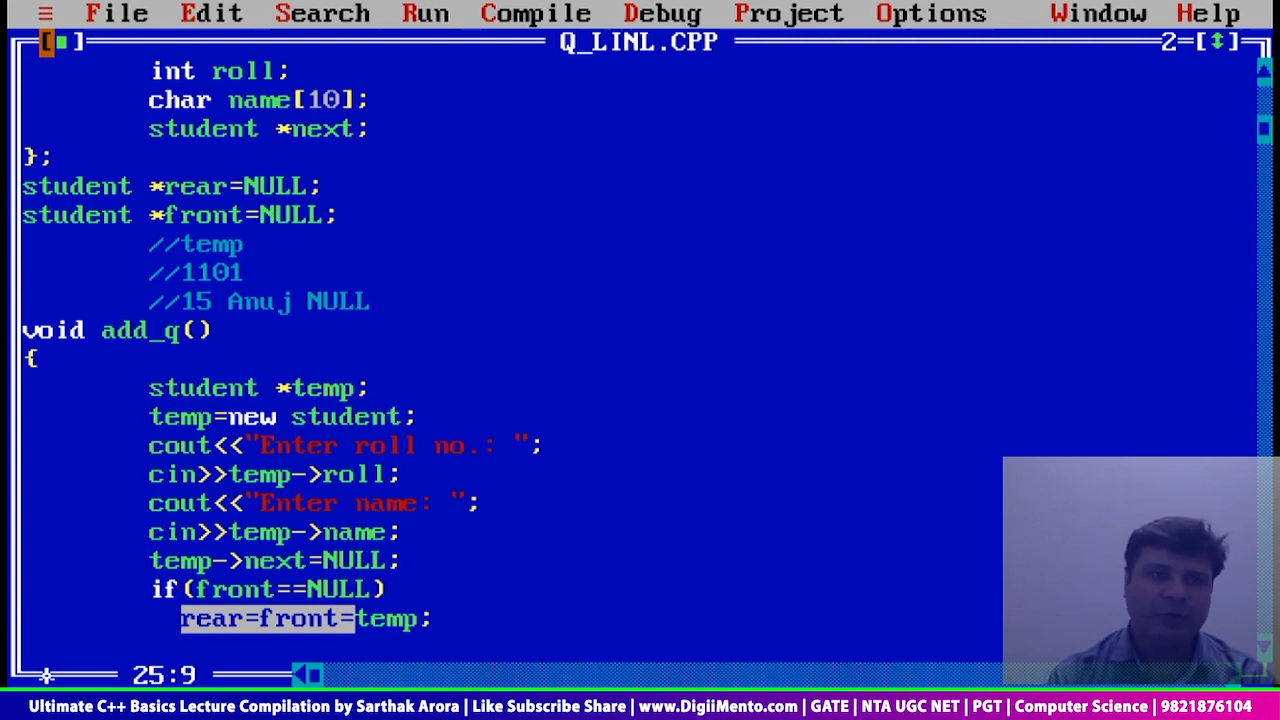 ≡ File Edit Search Run Compile Debug Project Options Window Help
[■] Q_LINL.CPP 2=[↕]
int roll;
char name[10];
student *next;
};
student *rear=NULL;
student *front=NULL;
//temp
//1101
//15 Anuj NULL
void add_q()
{
student *temp;
temp=new student;
cout<<"Enter roll no.: ";
cin>>temp->roll;
cout<<"Enter name: ";
cin>>temp->name;
temp->next=NULL;
if(front==NULL)
rear=front=temp;
25:9
Ultimate C++ Basics Lecture Compilation by Sarthak Arora | Like Subscribe Share | www.DigiiMento.com | GATE | NTA UGC NET | PGT | Computer Science | 9821876104